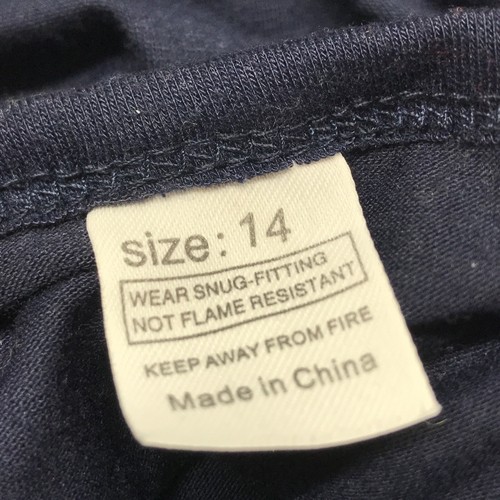 size: 14
WEAR SNUG-FITTING
NOT FLAME RESISTANT
KEEP AWAY FROM FIRE
Made in China